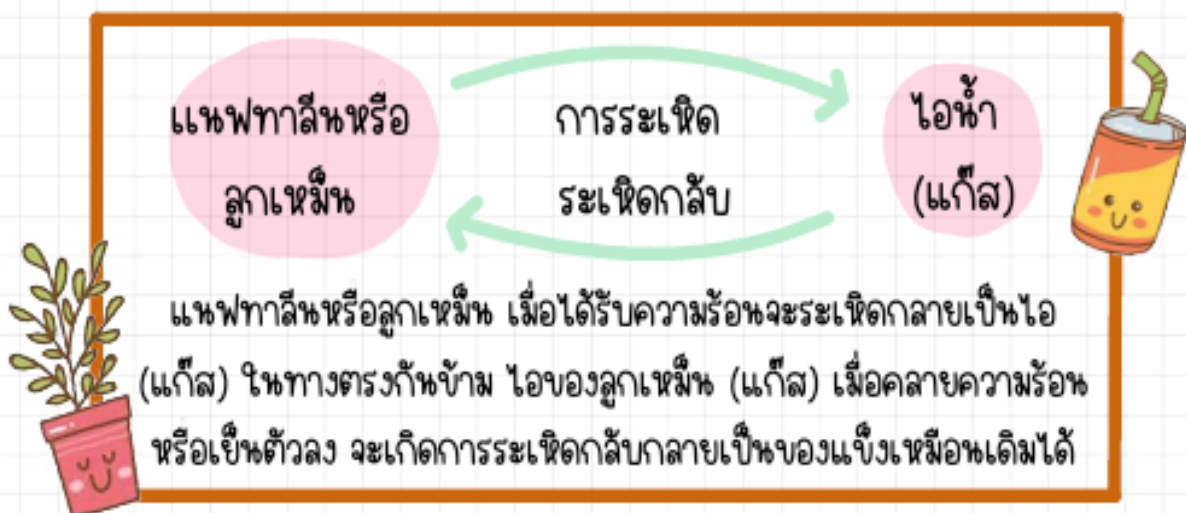 แนฟทาลีนหรือ
ลูกเหม็น
การระเหิด
ระเหิดกลับ
ไอน้ำ
(แก๊ส)
แนฟทาลีนหรือลูกเหม็น เมื่อได้รับความร้อนจะระเหิดกลายเป็นไอ
(แก๊ส) ในทางตรงกันข้าม ไอของลูกเหม็น (แก๊ส) เมื่อคลายความร้อน
หรือเย็นตัวลง จะเกิดการระเหิดกลับกลายเป็นของแข็งเหมือนเดิมได้